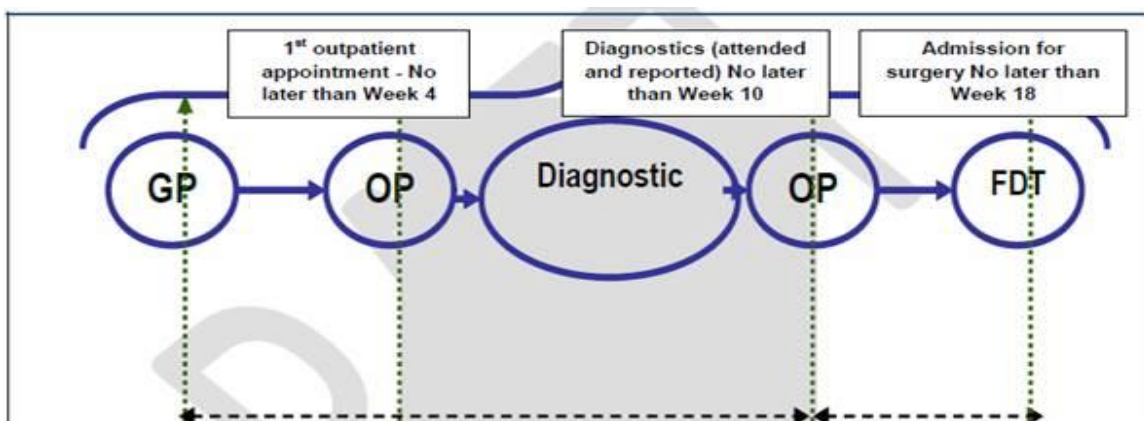 1st outpatient
appointment - No
later than Week 4
Diagnostics (attended
and reported) No later
than Week 10
Admission for
surgery No later than
Week 18
GP
OP
Diagnostic
OP
FDT